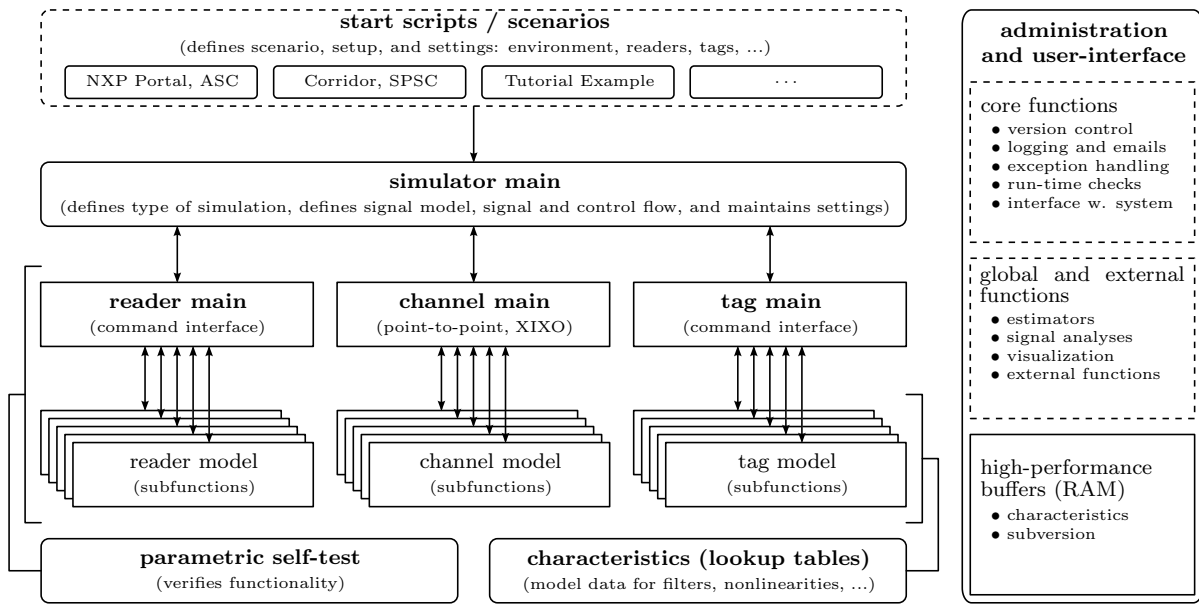 start scripts / scenarios
(defines scenario, setup, and settings: environment, readers, tags, ...)
NXP Portal, ASC
Corridor, SPSC
Tutorial Example
...
simulator main
(defines type of simulation, defines signal model, signal and control flow, and maintains settings)
reader main
(command interface)
channel main
(point-to-point, XIXO)
tag main
(command interface)
reader model
(subfunctions)
channel model
(subfunctions)
tag model
(subfunctions)
parametric self-test
(verifies functionality)
characteristics (lookup tables)
(model data for filters, nonlinearities, ...)
administration
and user-interface
core functions
• version control
• logging and emails
• exception handling
• run-time checks
• interface w. system
global and external
functions
• estimators
• signal analyses
• visualization
• external functions
high-performance
buffers (RAM)
• characteristics
• subversion